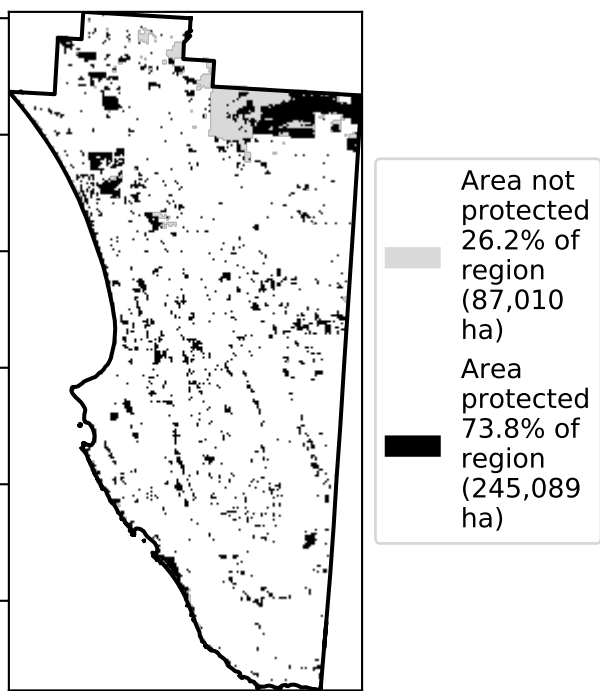 Area not
protected
26.2% of
region
(87,010
ha)
Area
protected
73.8% of
region
(245,089
ha)